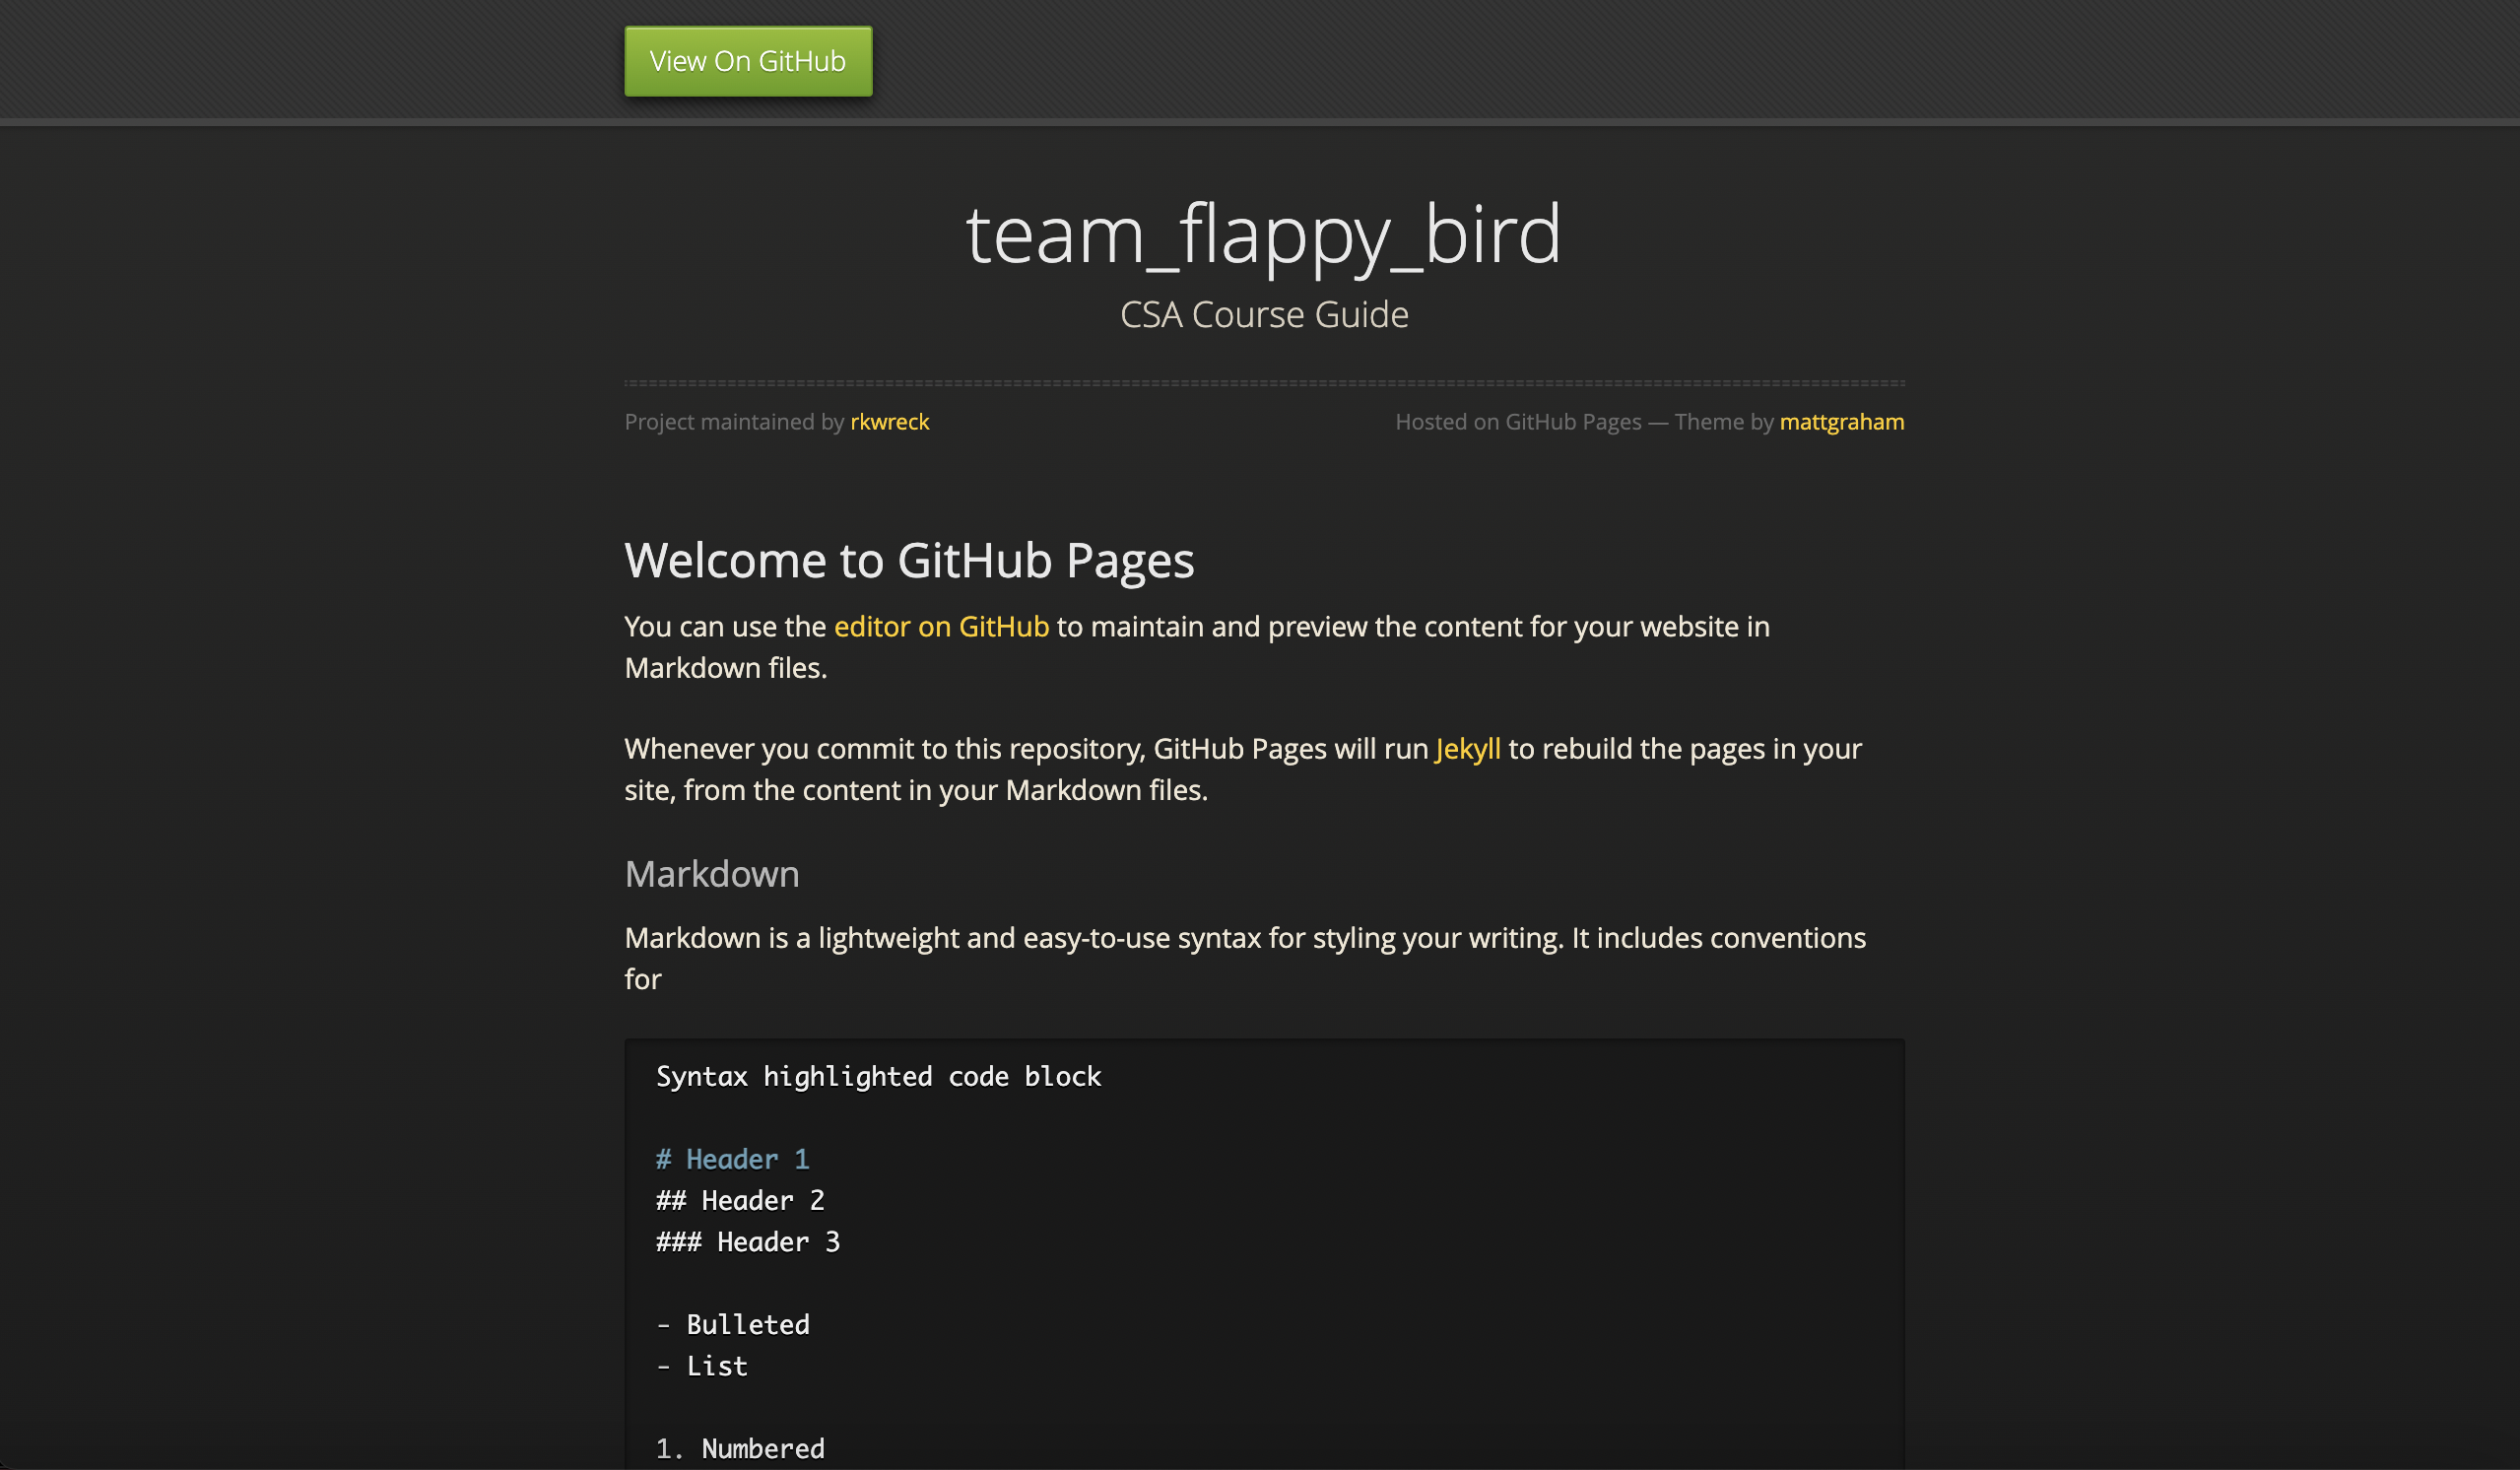 View On GitHub
team_flappy_bird
CSA Course Guide
Project maintained by rkwreck
Hosted on GitHub Pages — Theme by mattgraham
Welcome to GitHub Pages
You can use the editor on GitHub to maintain and preview the content for your website in
Markdown files.
Whenever you commit to this repository, GitHub Pages will run Jekyll to rebuild the pages in your
site, from the content in your Markdown files.
Markdown
Markdown is a lightweight and easy-to-use syntax for styling your writing. It includes conventions
for
Syntax highlighted code block
# Header 1
## Header 2
### Header 3
- Bulleted
- List
1. Numbered